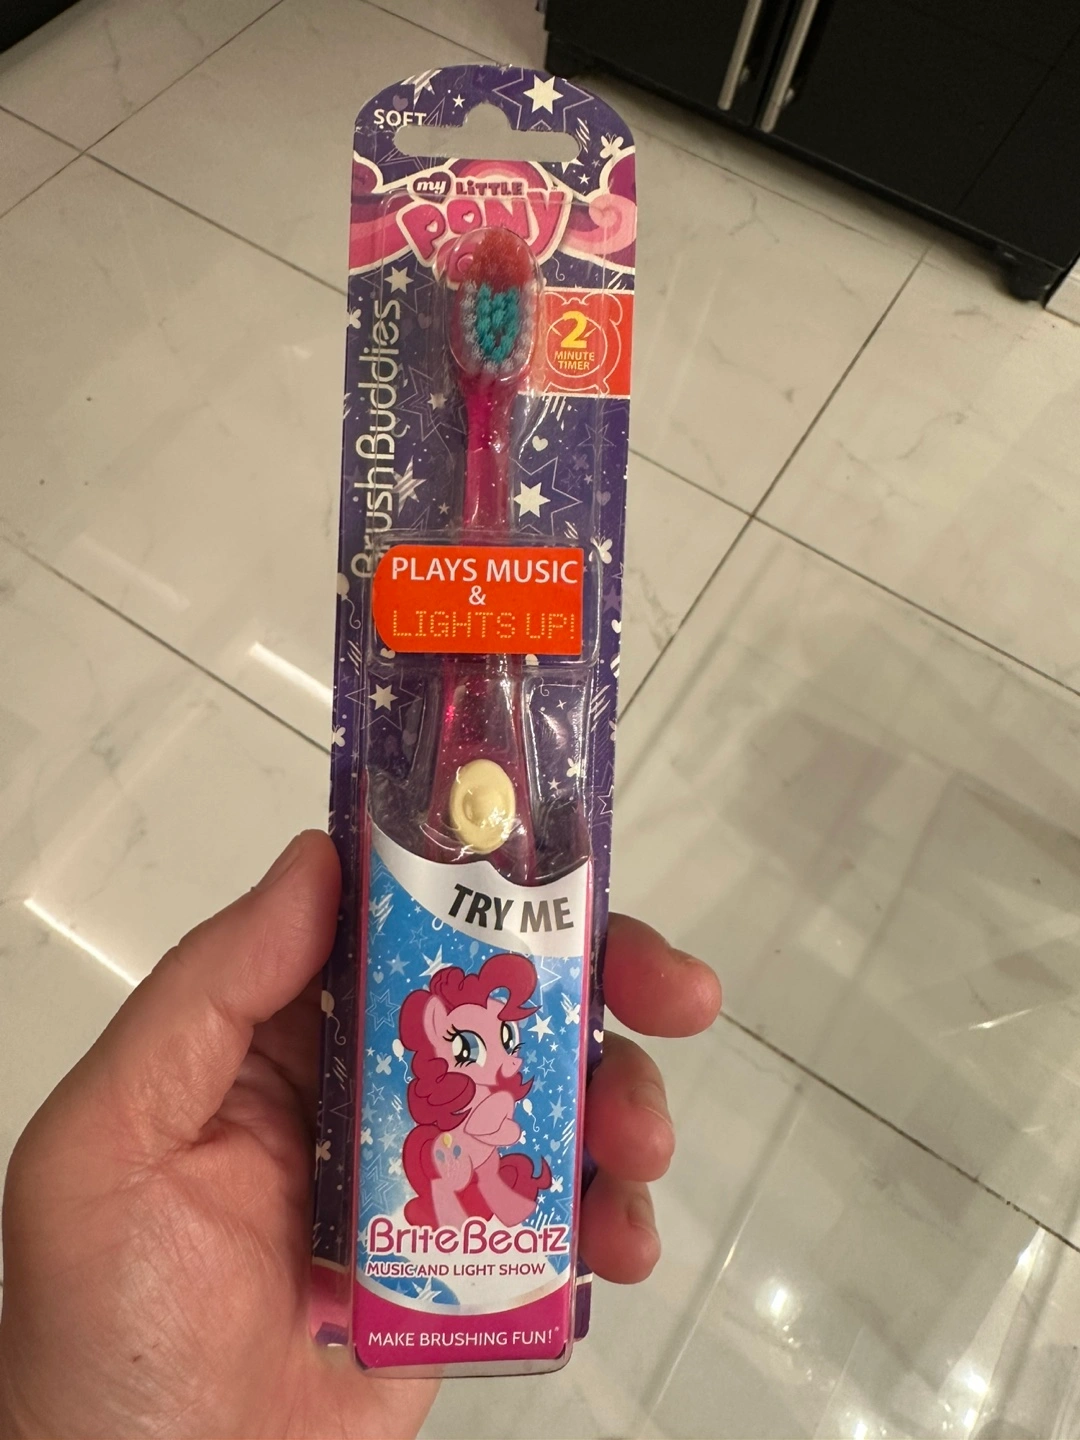 SOFT
my LITTLE
PONY
BrushBuddies
2
MINUTE
TIMER
PLAYS MUSIC
&
LIGHTS UP!
TRY ME
BriteBeatz
MUSIC AND LIGHT SHOW
MAKE BRUSHING FUN!